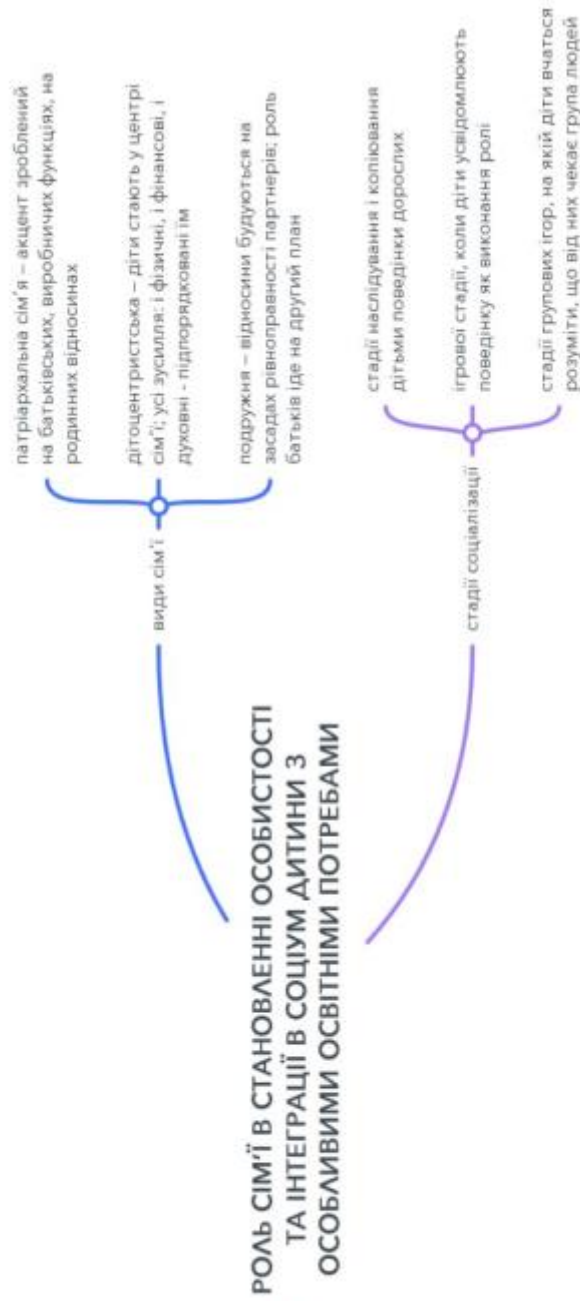 РОЛЬ СІМ'Ї В СТАНОВЛЕННІ ОСОБИСТОСТІ
ТА ІНТЕГРАЦІЇ В СОЦІУМ ДИТИНИ З
ОСОБЛИВИМИ ОСВІТНІМИ ПОТРЕБАМИ
види сім'ї
патріархальна сім'я – акцент зроблений
на батьківських, виробничих функціях, на
родинних відносинах
дітоцентристська – діти стають у центрі
сім'ї; усі зусилля: і фізичні, і фінансові, і
духовні - підпорядковані їм
подружня – відносини будуються на
засадах рівноправності партнерів; роль
батьків іде на другий план
стадії соціалізації
стадії наслідування і копіювання
дітьми поведінки дорослих
ігрової стадії, коли діти усвідомлюють
поведінку як виконання ролі
стадії групових ігор, на якій діти вчаться
розуміти, що від них чекає група людей